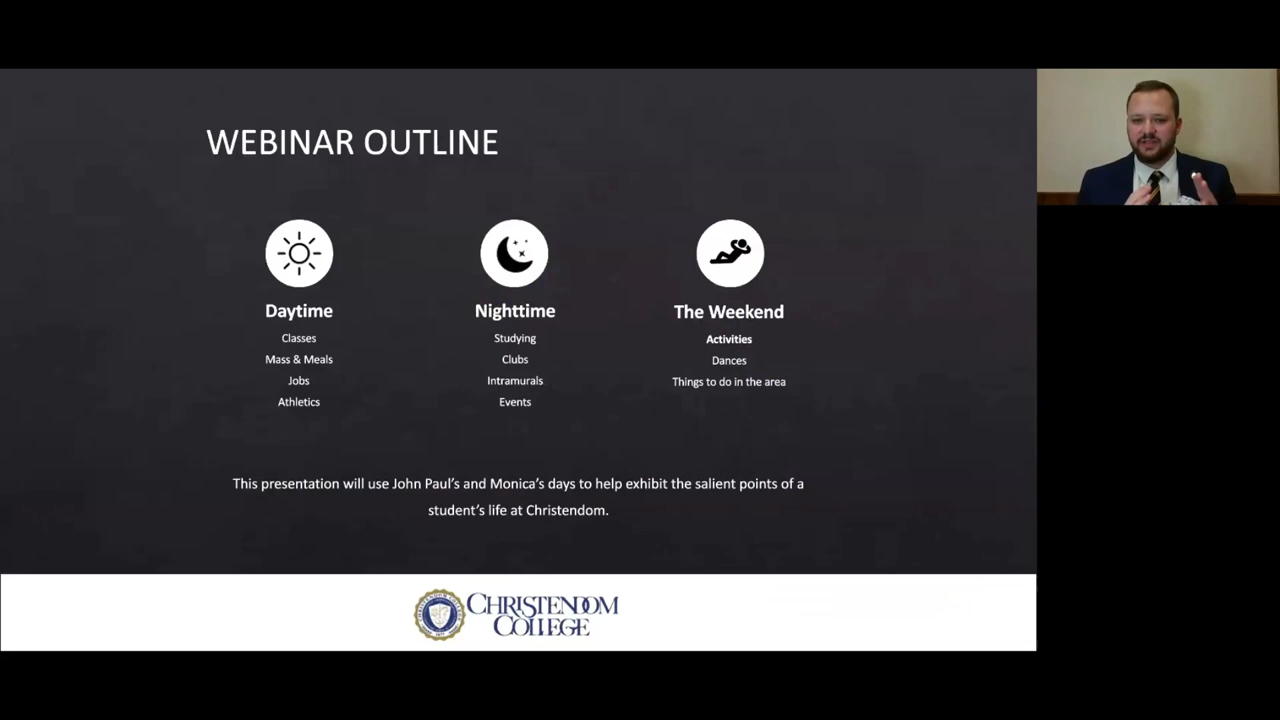 WEBINAR OUTLINE
Daytime
Classes
Mass & Meals
Jobs
Athletics
Nighttime
Studying
Clubs
Intramurals
Events
The Weekend
Activities
Dances
Things to do in the area
This presentation will use John Paul's and Monica's days to help exhibit the salient points of a
student's life at Christendom.
CHRISTENDOM
COLLEGE